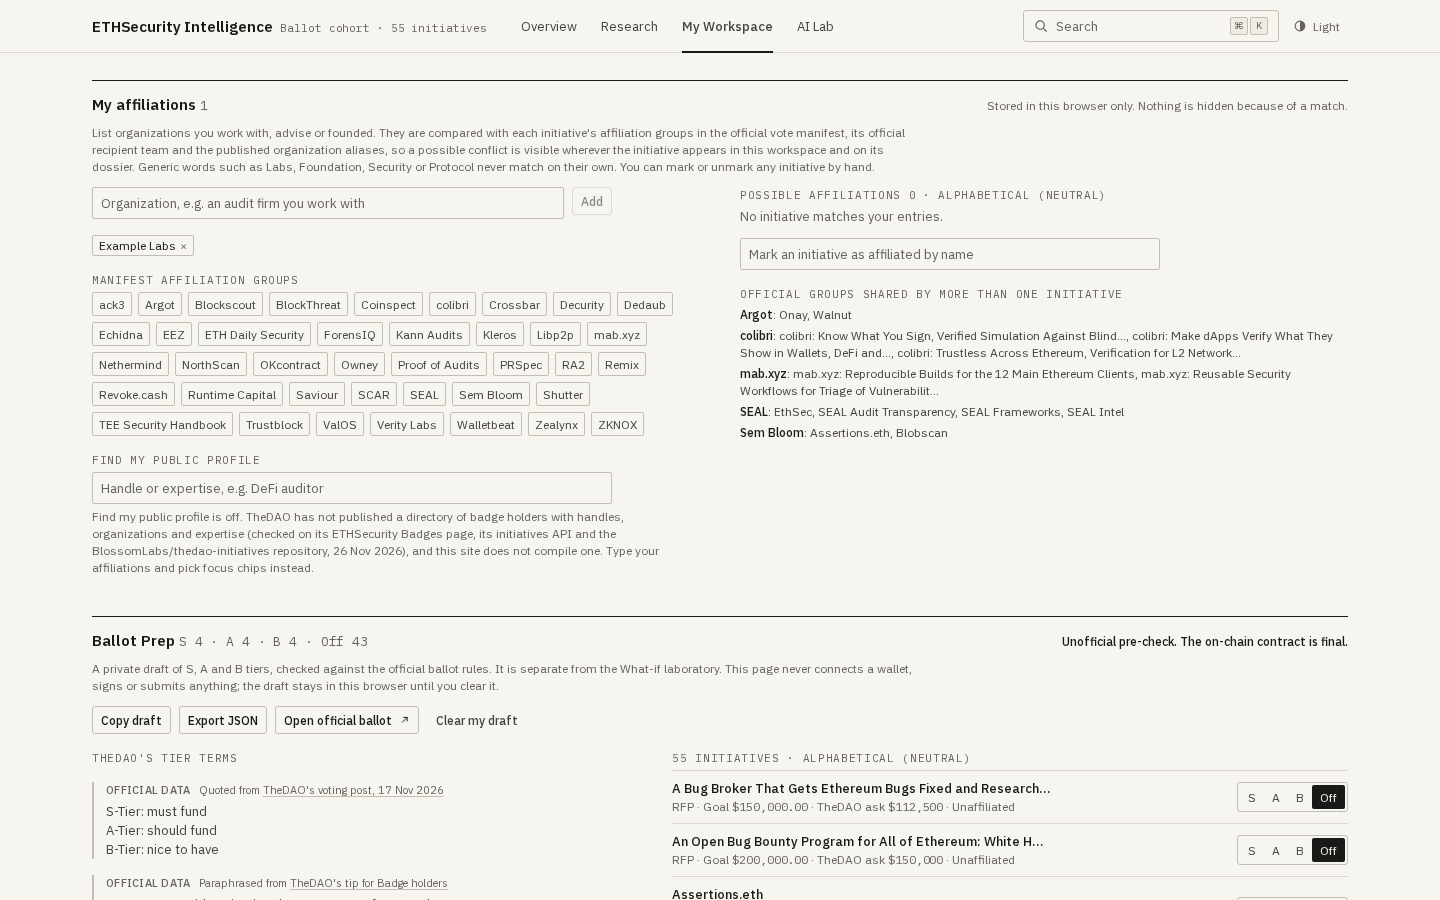 ETHSecurity Intelligence Ballot cohort · 55 initiatives Overview Research My Workspace AI Lab Search ⌘ K Light
My affiliations 1
Stored in this browser only. Nothing is hidden because of a match.
List organizations you work with, advise or founded. They are compared with each initiative's affiliation groups in the official vote manifest, its official
recipient team and the published organization aliases, so a possible conflict is visible wherever the initiative appears in this workspace and on its
dossier. Generic words such as Labs, Foundation, Security or Protocol never match on their own. You can mark or unmark any initiative by hand.
Organization, e.g. an audit firm you work with Add
Example Labs ×
MANIFEST AFFILIATION GROUPS
ack3 Argot Blockscout BlockThreat Coinspect colibri Crossbar Decurity Dedaub
Echidna EEZ ETH Daily Security ForensIQ Kann Audits Kleros Libp2p mab.xyz
Nethermind NorthScan OKcontract Owney Proof of Audits PRSpec RA2 Remix
Revoke.cash Runtime Capital Saviour SCAR SEAL Sem Bloom Shutter
TEE Security Handbook Trustblock ValOS Verity Labs Walletbeat Zealynx ZKNOX
FIND MY PUBLIC PROFILE
Handle or expertise, e.g. DeFi auditor
Find my public profile is off. TheDAO has not published a directory of badge holders with handles,
organizations and expertise (checked on its ETHSecurity Badges page, its initiatives API and the
BlossomLabs/thedao-initiatives repository, 26 Nov 2026), and this site does not compile one. Type your
affiliations and pick focus chips instead.
POSSIBLE AFFILIATIONS 0 · ALPHABETICAL (NEUTRAL)
No initiative matches your entries.
Mark an initiative as affiliated by name
OFFICIAL GROUPS SHARED BY MORE THAN ONE INITIATIVE
Argot: Onay, Walnut
colibri: colibri: Know What You Sign, Verified Simulation Against Blind…, colibri: Make dApps Verify What They
Show in Wallets, DeFi and…, colibri: Trustless Across Ethereum, Verification for L2 Network…
mab.xyz: mab.xyz: Reproducible Builds for the 12 Main Ethereum Clients, mab.xyz: Reusable Security
Workflows for Triage of Vulnerabilit…
SEAL: EthSec, SEAL Audit Transparency, SEAL Frameworks, SEAL Intel
Sem Bloom: Assertions.eth, Blobscan
Ballot Prep S 4 · A 4 · B 4 · Off 43
Unofficial pre-check. The on-chain contract is final.
A private draft of S, A and B tiers, checked against the official ballot rules. It is separate from the What-if laboratory. This page never connects a wallet,
signs or submits anything; the draft stays in this browser until you clear it.
Copy draft Export JSON Open official ballot ↗ Clear my draft
THEDAO'S TIER TERMS
OFFICIAL DATA Quoted from TheDAO's voting post, 17 Nov 2026
S-Tier: must fund
A-Tier: should fund
B-Tier: nice to have
OFFICIAL DATA Paraphrased from TheDAO's tip for Badge holders
55 INITIATIVES · ALPHABETICAL (NEUTRAL)
A Bug Broker That Gets Ethereum Bugs Fixed and Research…
RFP · Goal $150,000.00 · TheDAO ask $112,500 · Unaffiliated
S A B Off
An Open Bug Bounty Program for All of Ethereum: White H…
RFP · Goal $200,000.00 · TheDAO ask $150,000 · Unaffiliated
S A B Off
Assertions.eth